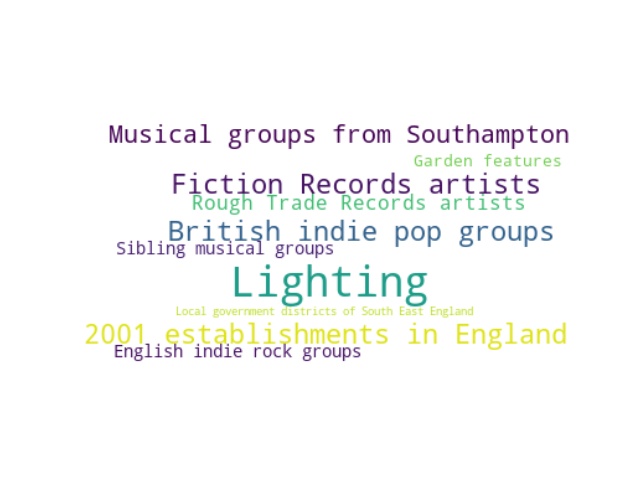 Musical groups from Southampton
Garden features
Fiction Records artists
Rough Trade Records artists
British indie pop groups
Sibling musical groups
Lighting
Local government districts of South East England
2001 establishments in England
English indie rock groups